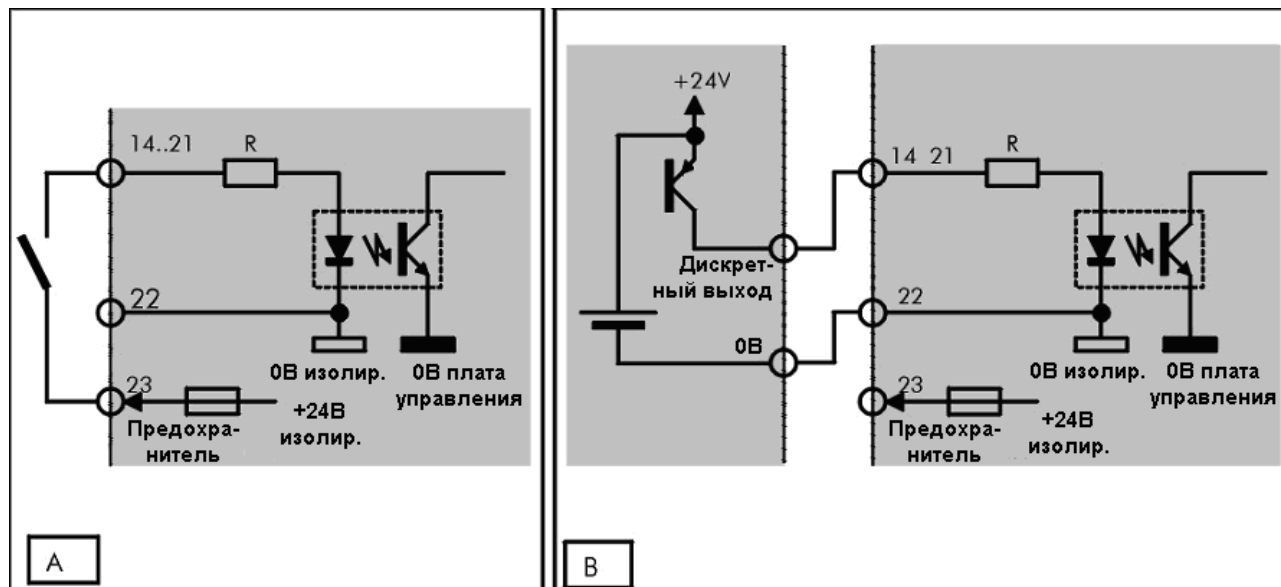 14..21
R
22
0В изолир.
0В плата
управления
23
+24В
изолир.
Предохра-
нитель
A
+24V
Дискрет-
ный выход
0В
14 21
R
22
0В изолир.
0В плата
управления
23
+24В
изолир.
Предохра-
нитель
B